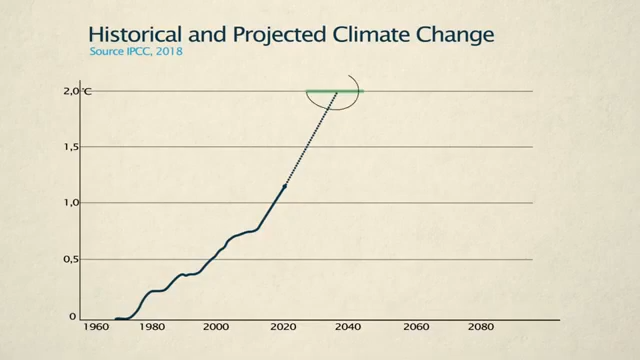 Historical and Projected Climate Change
Source IPCC, 2018
2,0 °C
1,5
1,0
0,5
0
1960 1980 2000 2020 2040 2060 2080